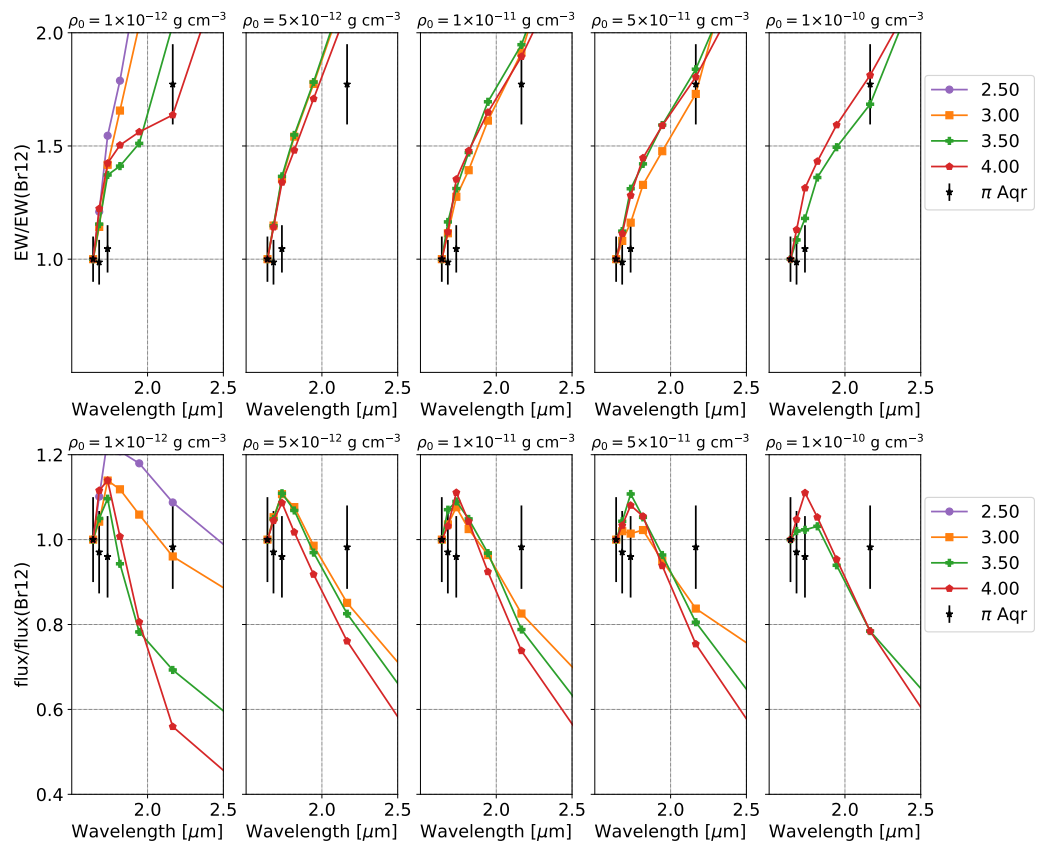 ρ₀ = 1×10⁻¹² g cm⁻³
ρ₀ = 5×10⁻¹² g cm⁻³
ρ₀ = 1×10⁻¹¹ g cm⁻³
ρ₀ = 5×10⁻¹¹ g cm⁻³
ρ₀ = 1×10⁻¹⁰ g cm⁻³
2.0
1.5
1.0
EW/EW(Br12)
2.0 2.5
2.0 2.5
2.0 2.5
2.0 2.5
2.0 2.5
Wavelength [μm]
Wavelength [μm]
Wavelength [μm]
Wavelength [μm]
Wavelength [μm]
2.50
3.00
3.50
4.00
π Aqr
ρ₀ = 1×10⁻¹² g cm⁻³
ρ₀ = 5×10⁻¹² g cm⁻³
ρ₀ = 1×10⁻¹¹ g cm⁻³
ρ₀ = 5×10⁻¹¹ g cm⁻³
ρ₀ = 1×10⁻¹⁰ g cm⁻³
1.2
1.0
0.8
0.6
0.4
flux/flux(Br12)
2.0 2.5
2.0 2.5
2.0 2.5
2.0 2.5
2.0 2.5
Wavelength [μm]
Wavelength [μm]
Wavelength [μm]
Wavelength [μm]
Wavelength [μm]
2.50
3.00
3.50
4.00
π Aqr